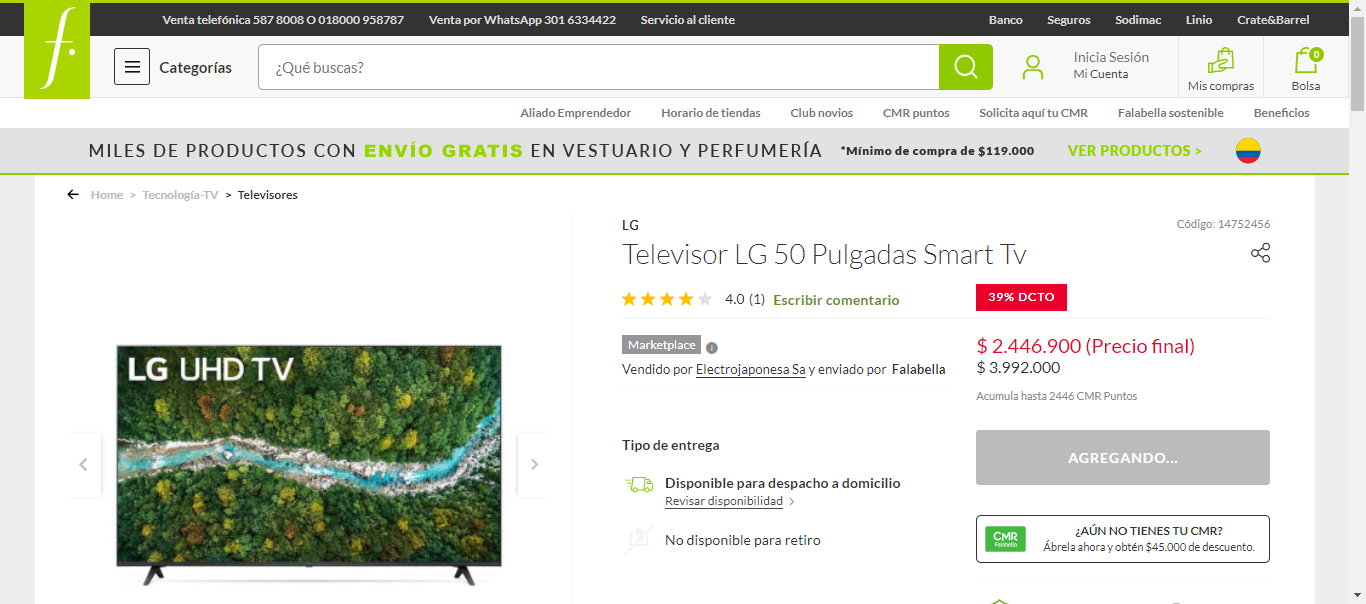 Venta telefónica 587 8008 O 018000 958787 Venta por WhatsApp 301 6334422 Servicio al cliente Banco Seguros Sodimac Linio Crate&Barrel
f.
Categorías ¿Qué buscas? Inicia Sesión
Mi Cuenta
Mis compras
0
Bolsa
Aliado Emprendedor Horario de tiendas Club novios CMR puntos Solicita aquí tu CMR Falabella sostenible Beneficios
MILES DE PRODUCTOS CON ENVÍO GRATIS EN VESTUARIO Y PERFUMERÍA *Mínimo de compra de $119.000 VER PRODUCTOS >
Home > Tecnología-TV > Televisores
LG UHD TV
LG
Código: 14752456
Televisor LG 50 Pulgadas Smart Tv
4.0 (1) Escribir comentario
39% DCTO
Marketplace
Vendido por Electrojaponesa Sa y enviado por Falabella
$ 2.446.900 (Precio final)
$ 3.992.000
Acumula hasta 2446 CMR Puntos
Tipo de entrega
Disponible para despacho a domicilio
Revisar disponibilidad >
No disponible para retiro
AGREGANDO...
CMR
Falabella
¿AÚN NO TIENES TU CMR?
Ábrela ahora y obtén $45.000 de descuento.